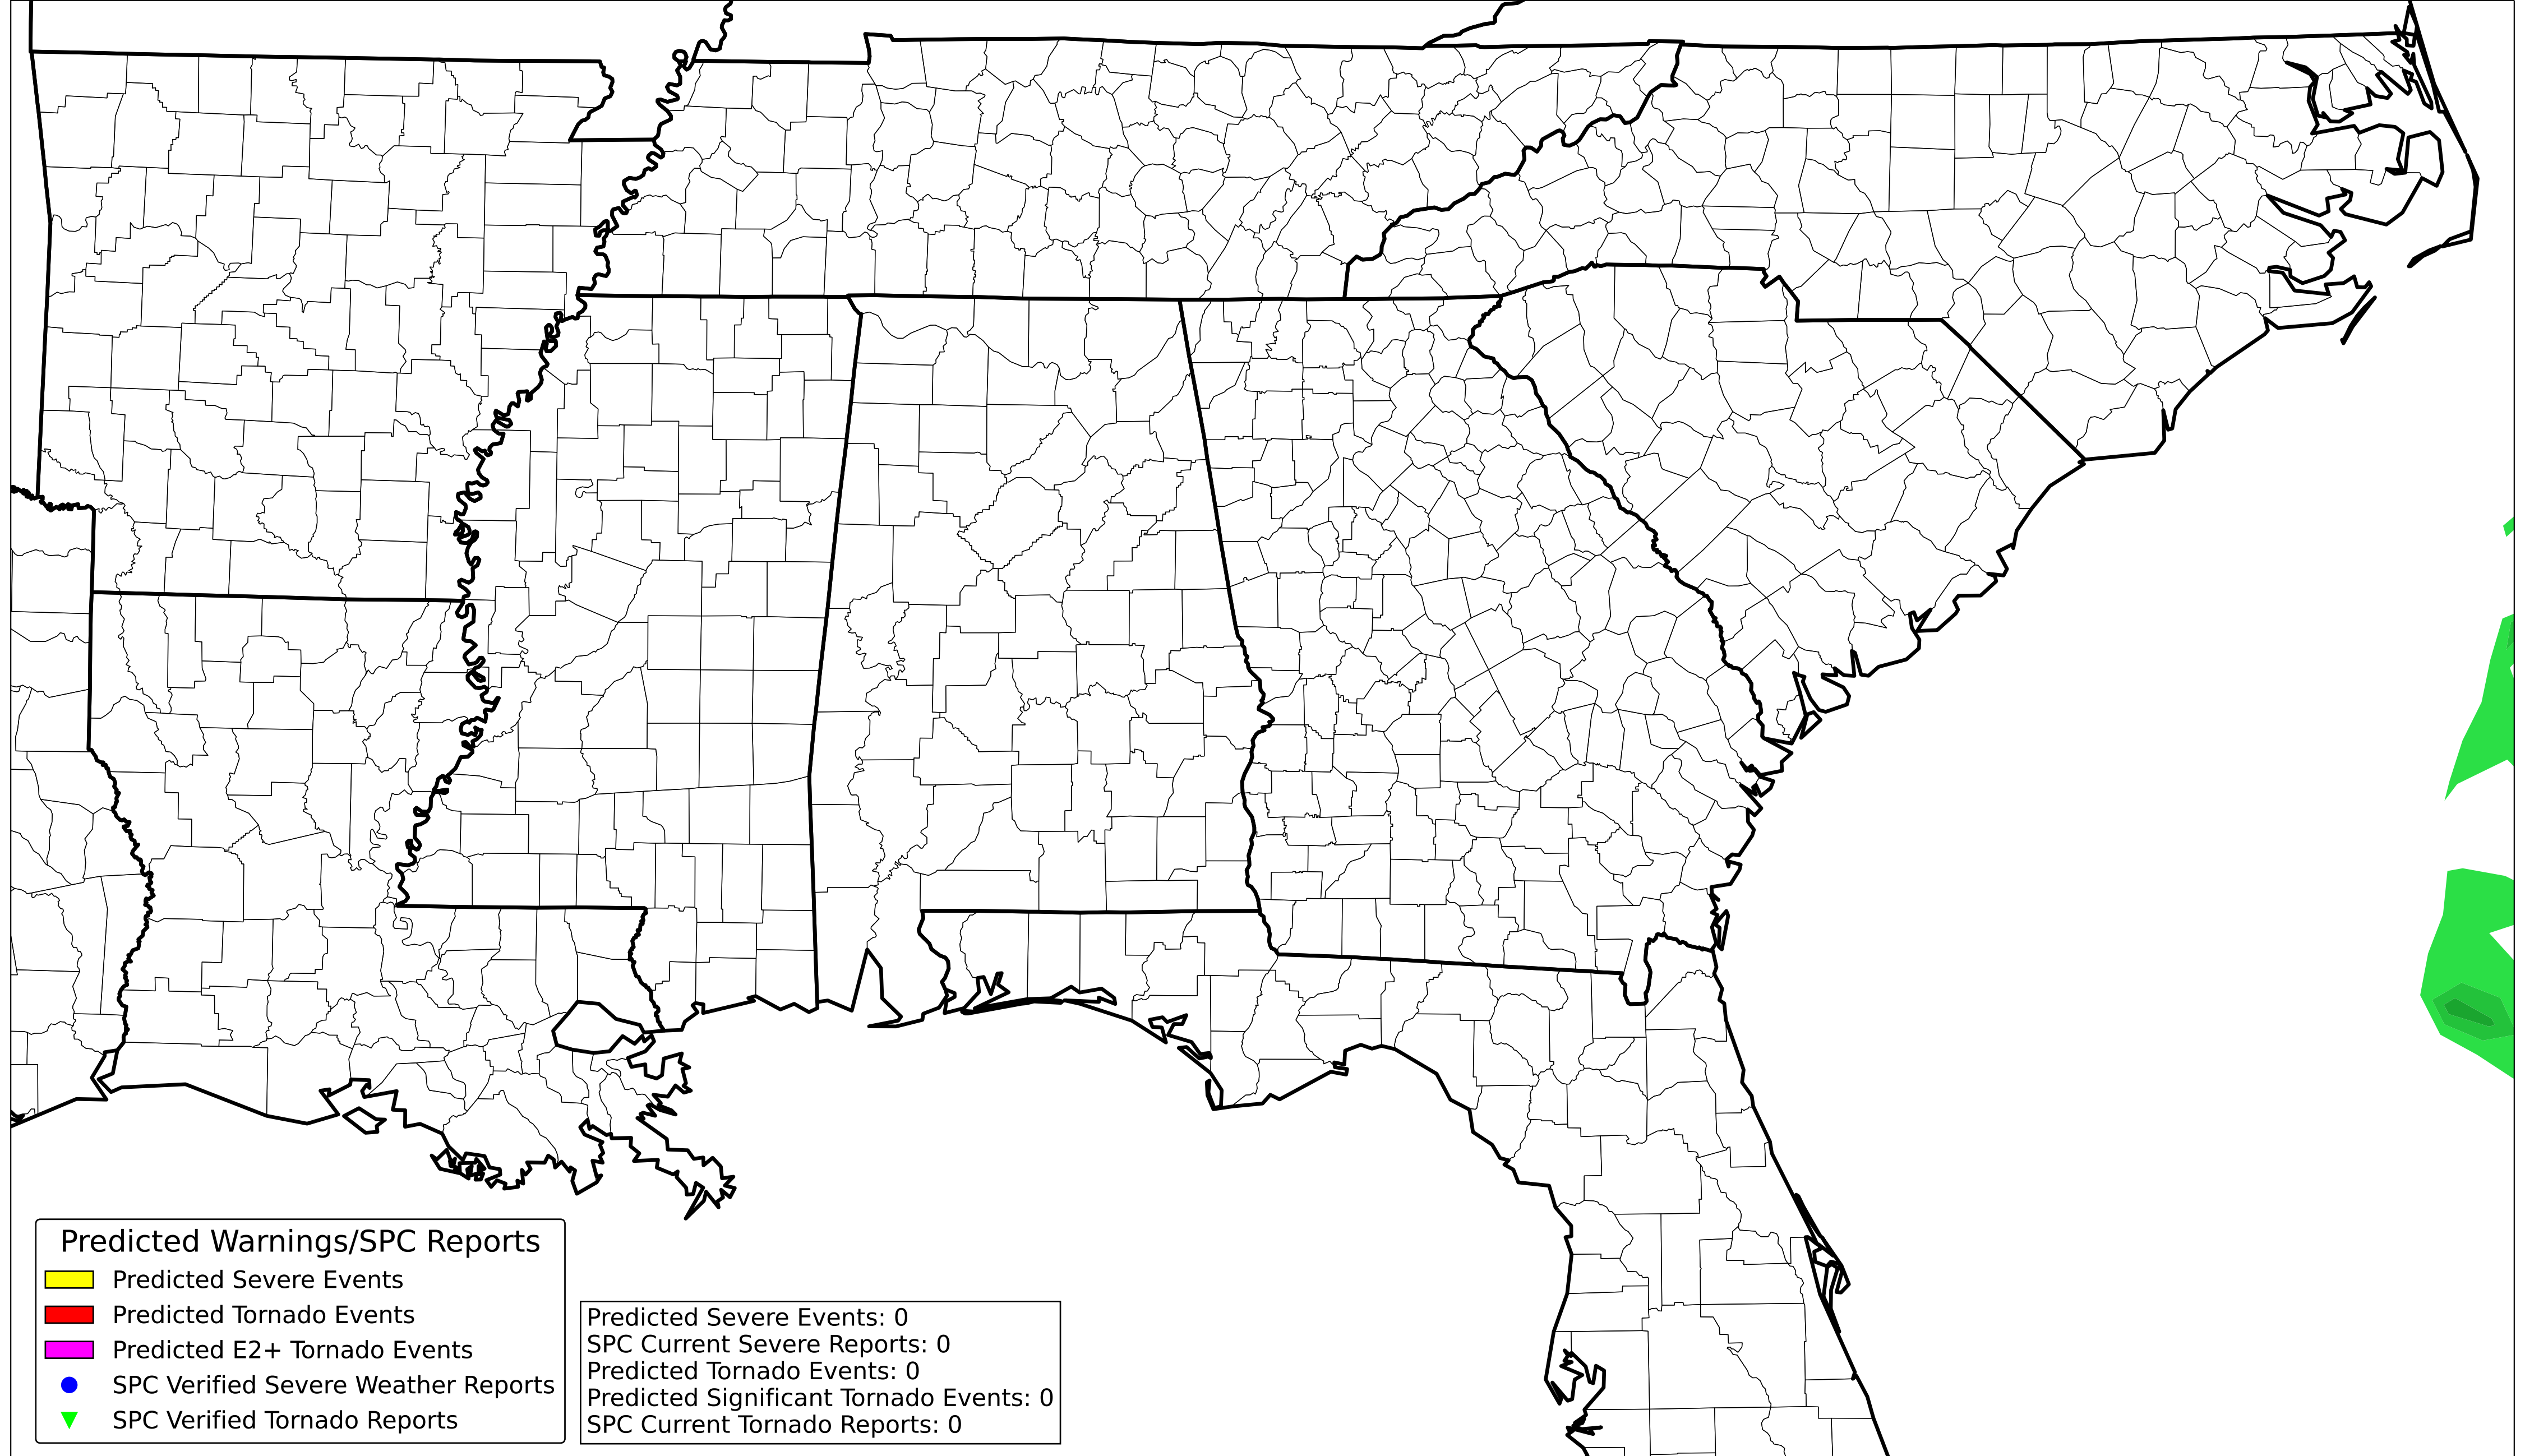 Predicted Warnings/SPC Reports
Predicted Severe Events
Predicted Tornado Events
Predicted E2+ Tornado Events
SPC Verified Severe Weather Reports
SPC Verified Tornado Reports
Predicted Severe Events: 0
SPC Current Severe Reports: 0
Predicted Tornado Events: 0
Predicted Significant Tornado Events: 0
SPC Current Tornado Reports: 0